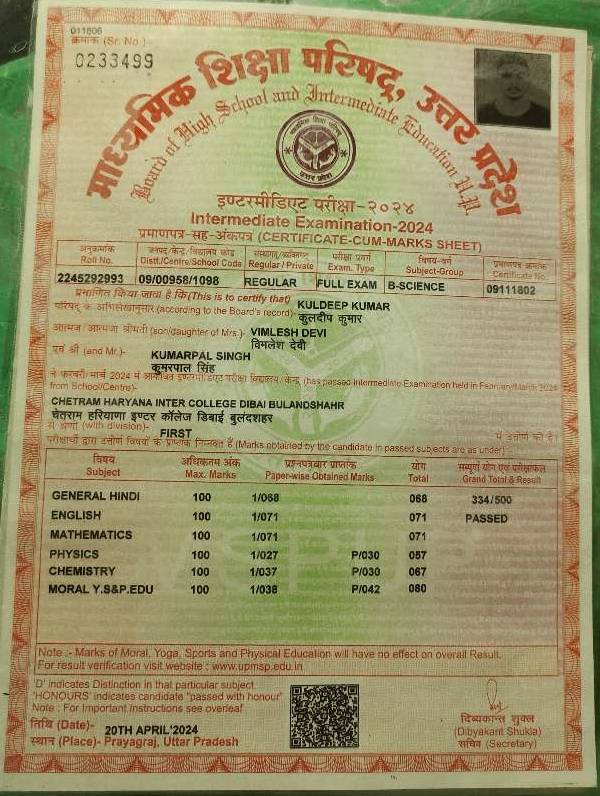 011606
क्रमांक (Sr. No.)
0233499
माध्यमिक शिक्षा परिषद्, उत्तर प्रदेश
Board of High School and Intermediate Education U.P.
उत्तर प्रदेश
इण्टरमीडिएट परीक्षा-२०२४
Intermediate Examination-2024
प्रमाणपत्र-सह-अंकपत्र (CERTIFICATE-CUM-MARKS SHEET)
अनुक्रमांक जनपद/केन्द्र/विद्यालय कोड संस्थागत/व्यक्तिगत परीक्षा प्रवर्ग विषय-वर्ग प्रमाणपत्र क्रमांक
Roll No. Distt./Centre/School Code Regular / Private Exam. Type Subject-Group Certificate No.
2245292993 09/00958/1098 REGULAR FULL EXAM B-SCIENCE 09111802
प्रमाणित किया जाता है कि (This is to certify that) KULDEEP KUMAR
परिषद् के अभिलेखानुसार (according to the Board's record) कुलदीप कुमार
आत्मज / आत्मजा श्रीमती (son/daughter of Mrs.)- VIMLESH DEVI
विमलेश देवी
एवं श्री (and Mr.)- KUMARPAL SINGH
कुमरपाल सिंह
ने फरवरी/मार्च 2024 में आयोजित इण्टरमीडिएट परीक्षा विद्यालय/केन्द्र (has passed Intermediate Examination held in February/March 2024
from School/Centre)-
CHETRAM HARYANA INTER COLLEGE DIBAI BULANDSHAHR
चेतराम हरियाणा इण्टर कॉलेज डिबाई बुलंदशहर
से श्रेणी (with division)- FIRST में उत्तीर्ण की है।
परीक्षार्थी द्वारा उत्तीर्ण विषयों के प्राप्तांक निम्नवत हैं (Marks obtained by the candidate in passed subjects are as under)
विषय अधिकतम अंक प्रश्नपत्रवार प्राप्तांक योग सम्पूर्ण योग एवं परीक्षाफल
Subject Max. Marks Paper-wise Obtained Marks Total Grand Total & Result
GENERAL HINDI 100 1/068 068 334/500
ENGLISH 100 1/071 071 PASSED
MATHEMATICS 100 1/071 071
PHYSICS 100 1/027 P/030 057
CHEMISTRY 100 1/037 P/030 067
MORAL Y.S&P.EDU 100 1/038 P/042 080
Note :- Marks of Moral, Yoga, Sports and Physical Education will have no effect on overall Result.
For result verification visit website : www.upmsp.edu.in
'D' indicates Distinction in that particular subject
'HONOURS' indicates candidate "passed with honour"
Note : For Important Instructions see overleaf
तिथि (Date)- 20TH APRIL'2024
स्थान (Place)- Prayagraj, Uttar Pradesh
दिव्यकान्त शुक्ल
(Dibyakant Shukla)
सचिव (Secretary)